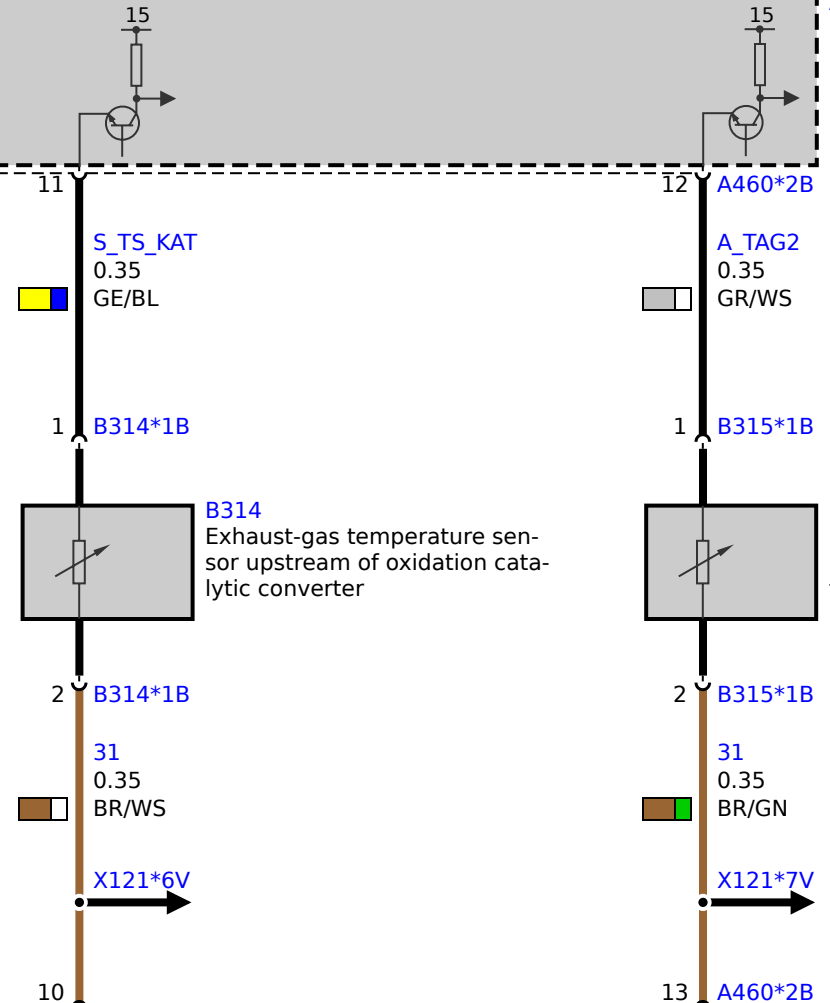 15
15
11
12 A460*2B
S_TS_KAT
0.35
GE/BL
A_TAG2
0.35
GR/WS
1 B314*1B
1 B315*1B
B314
Exhaust-gas temperature sen-
sor upstream of oxidation cata-
lytic converter
2 B314*1B
2 B315*1B
31
0.35
BR/WS
31
0.35
BR/GN
X121*6V
X121*7V
10
13 A460*2B